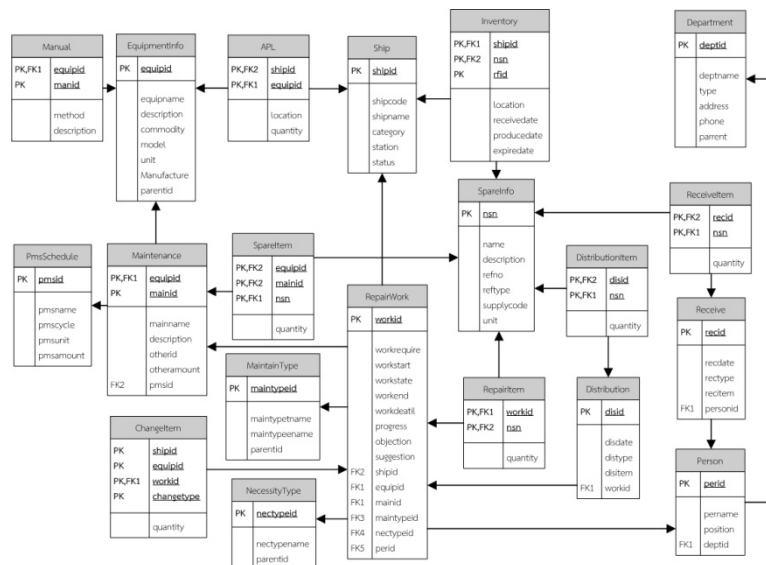 Manual
PK,FK1 equipid
PK manid
method
description
EquipmentInfo
PK equipid
equipname
description
commodity
model
unit
Manufacture
parentid
APL
PK,FK2 shipid
PK,FK1 equipid
location
quantity
Ship
PK shipid
shipcode
shipname
category
station
status
Inventory
PK,FK1 shipid
PK,FK2 nsn
PK rfid
location
receivedate
producedate
expiredate
Department
PK deptid
deptname
type
address
phone
parrent
PmsSchedule
PK pmsid
pmsname
pmscycle
pmsunit
pmsamount
Maintenance
PK,FK1 equipid
PK mainid
mainname
description
otherid
otheramount
FK2 pmsid
SpareItem
PK,FK2 equipid
PK,FK2 mainid
PK,FK1 nsn
quantity
SpareInfo
PK nsn
name
description
refno
reftype
supplycode
unit
DistributionItem
PK,FK2 disid
PK,FK1 nsn
quantity
ReceiveItem
PK,FK2 recid
PK,FK1 nsn
quantity
RepairWork
PK workid
workrequire
workstart
workstate
workend
workdeatil
progress
objection
suggestion
FK2 shipid
FK1 equipid
FK1 mainid
FK3 maintypeid
FK4 nectypeid
FK5 perid
Receive
PK recid
recdate
rectype
recitem
FK1 personid
MaintainType
PK maintypeid
maintypetname
maintypeename
parentid
RepairItem
PK,FK1 workid
PK,FK2 nsn
quantity
Distribution
PK disid
disdate
distype
disitem
FK1 workid
ChangeItem
PK shipid
PK equipid
PK,FK1 workid
PK changetype
quantity
NecessityType
PK nectypeid
nectypename
parentid
Person
PK perid
pername
position
FK1 deptid